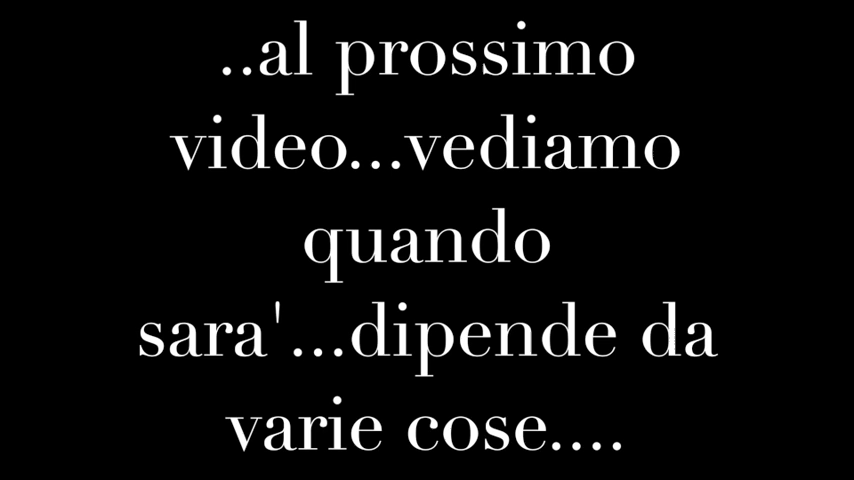 ..al prossimo
video...vediamo
quando
sara'...dipende da
varie cose....